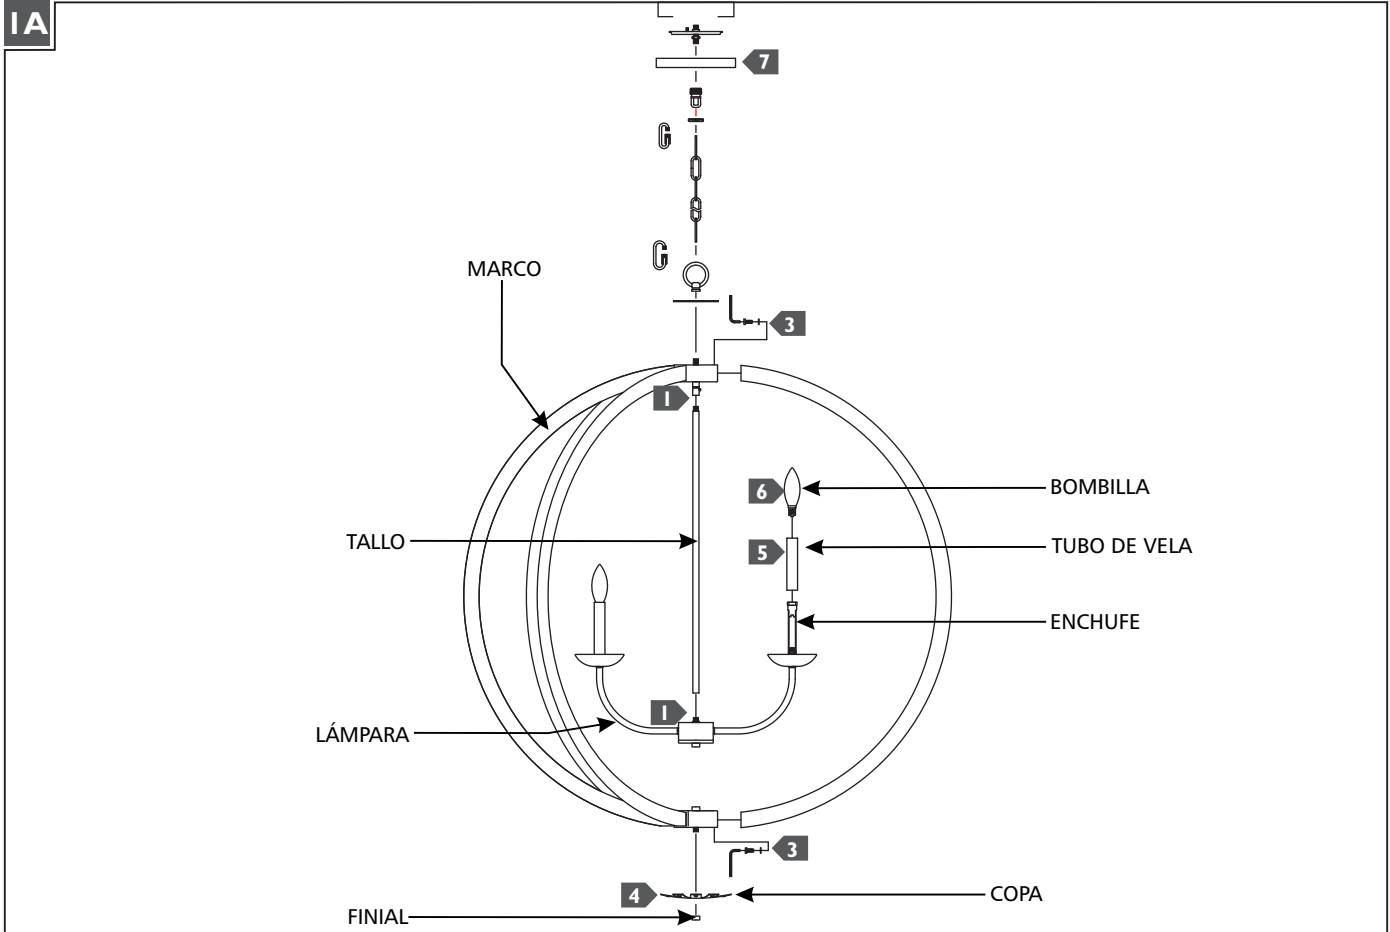 1A
7
MARCO
3
1
6
BOMBILLA
TALLO
5
TUBO DE VELA
ENCHUFE
1
LÁMPARA
3
4
COPA
FINIAL